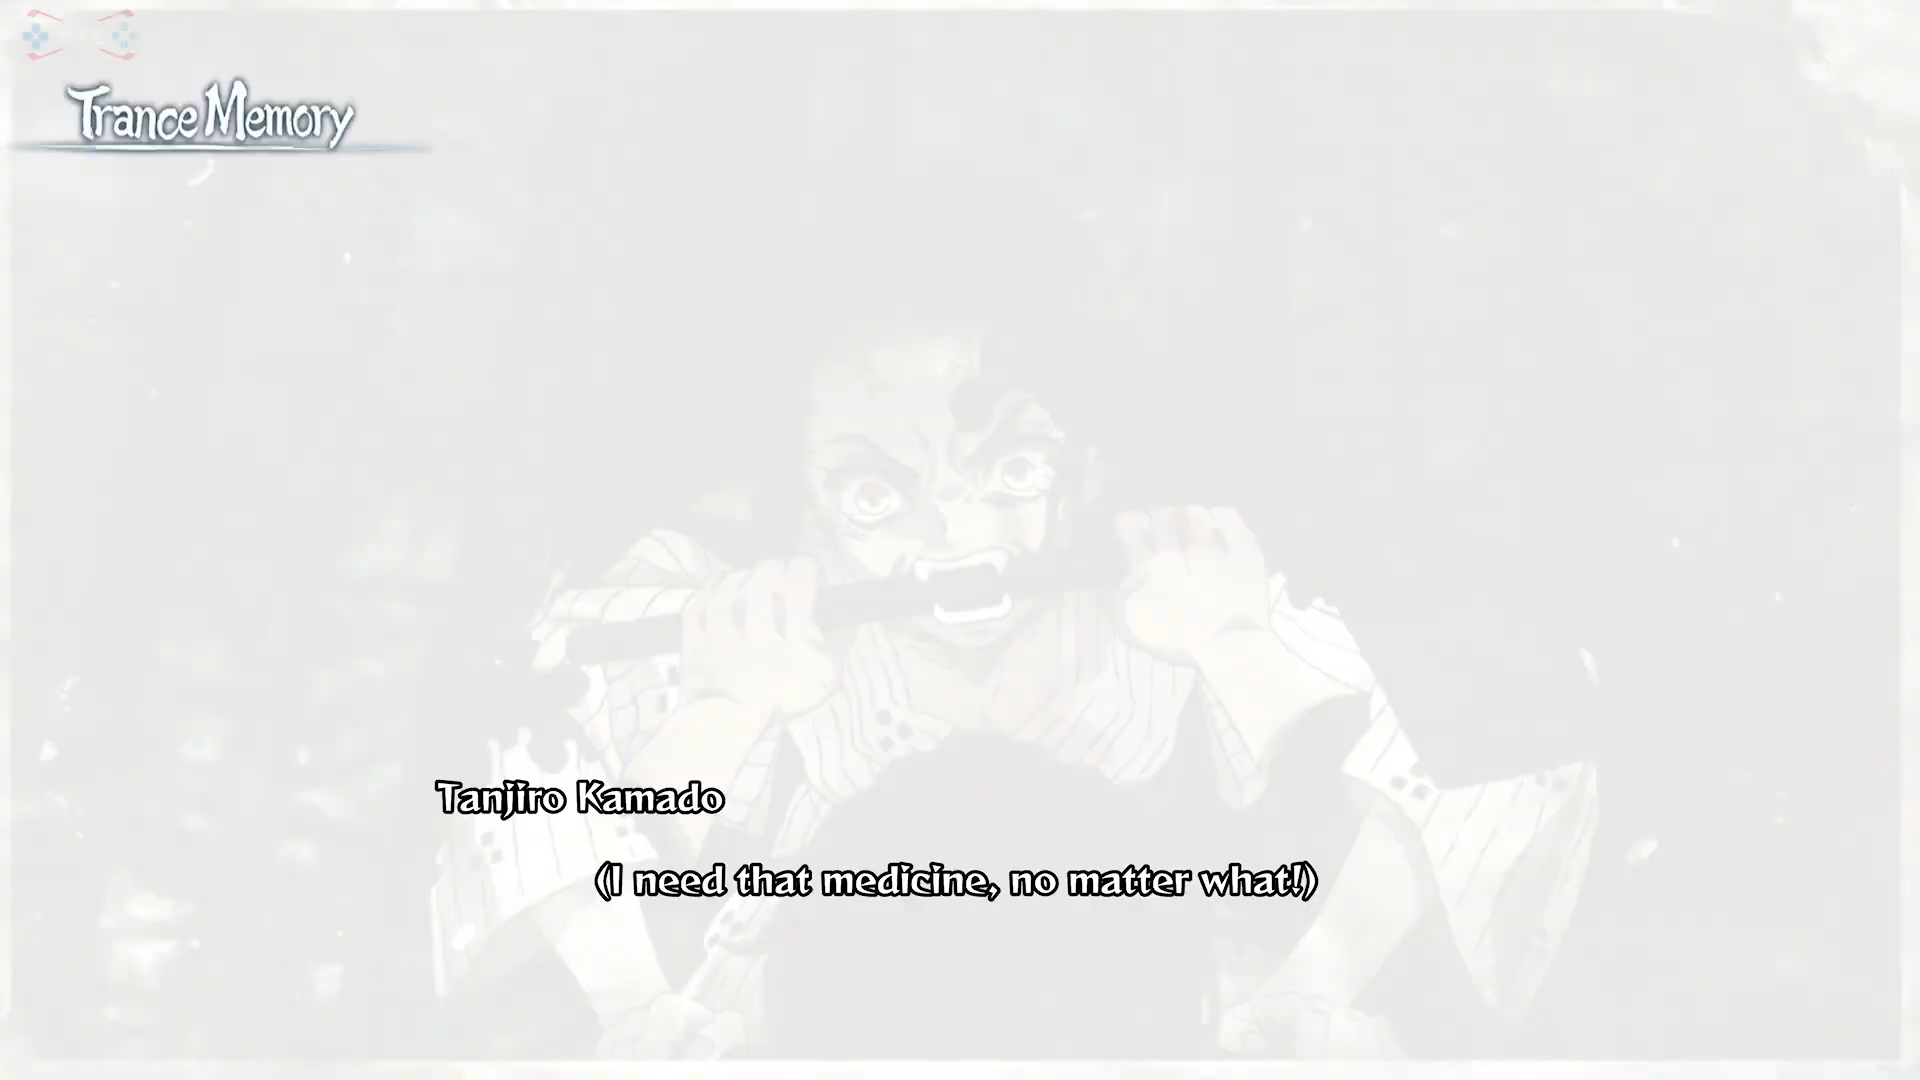 Trance Memory
Tanjiro Kamado
(I need that medicine, no matter what!)